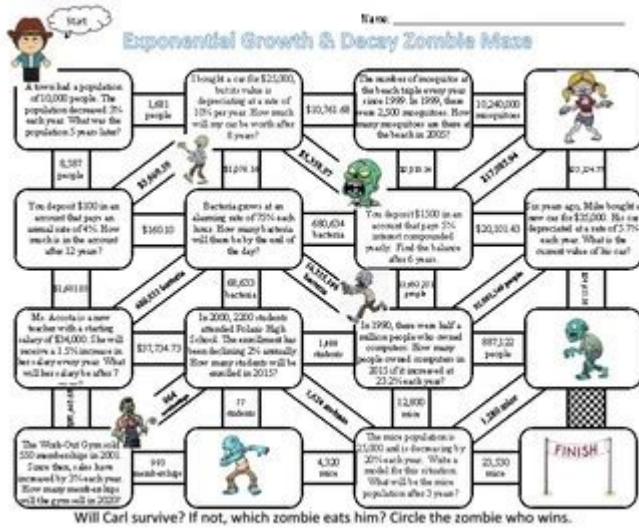 Name:
Start
Exponential Growth & Decay Zombie Maze
A town had a population
of 10,000 people. The
population decreased 3%
each year. What was the
population 5 years later?
1,681
people
I bought a car for $25,000,
but its value is
depreciating at a rate of
10% per year. How much
will my car be worth after
8 years?
$10,761.68
The number of mosquitos at
the beach triple every year
since 1999. In 1999, there
were 2,500 mosquitoes. How
many mosquitoes are there at
the beach in 2005?
10,240,000
mosquitoes
8,587
people
You deposit $100 in an
account that pays an
annual rate of 4%. How
much is in the account
after 12 years?
$160.10
Bacteria grows at an
alarming rate of 75% each
hour. How many bacteria
will there be by the end of
the day?
680,634
bacteria
You deposit $1500 in an
account that pays 5%
interest compounded
yearly. Find the balance
after 6 years.
$20,101.43
Six years ago, Mike bought a
new car for $25,000. His car
depreciated at a rate of 3.7%
each year. What is the
current value of his car?
bacteria
people
Ms. Acosta is a new
teacher with a starting
salary of $34,000. She will
receive a 1.5% increase in
her salary every year. What
will her salary be after 7
$37,734.73
In 2000, 2200 students
attended Polaris High
School. The enrollment has
been declining 2% annually.
How many students will be
enrolled in 2015?
students
In 1990, there were half a
million people who owned
computers. How many
people owned computers in
2015 if it increased at
23.2% each year?
887,122
people
77
students
1,624 students
12,800
mice
1,280 mice
The Work-Out Gym sold
550 memberships in 2001.
Since then, sales have
increased by 3% each year.
How many memberships
will the gym sell in 2020?
memberships
4,320
mice
The mice population is
25,000 and is decreasing by
20% each year. Write a
model for this situation.
What will be the mice
population after 3 years?
23,530
mice
FINISH
Will Carl survive? If not, which zombie eats him? Circle the zombie who wins.